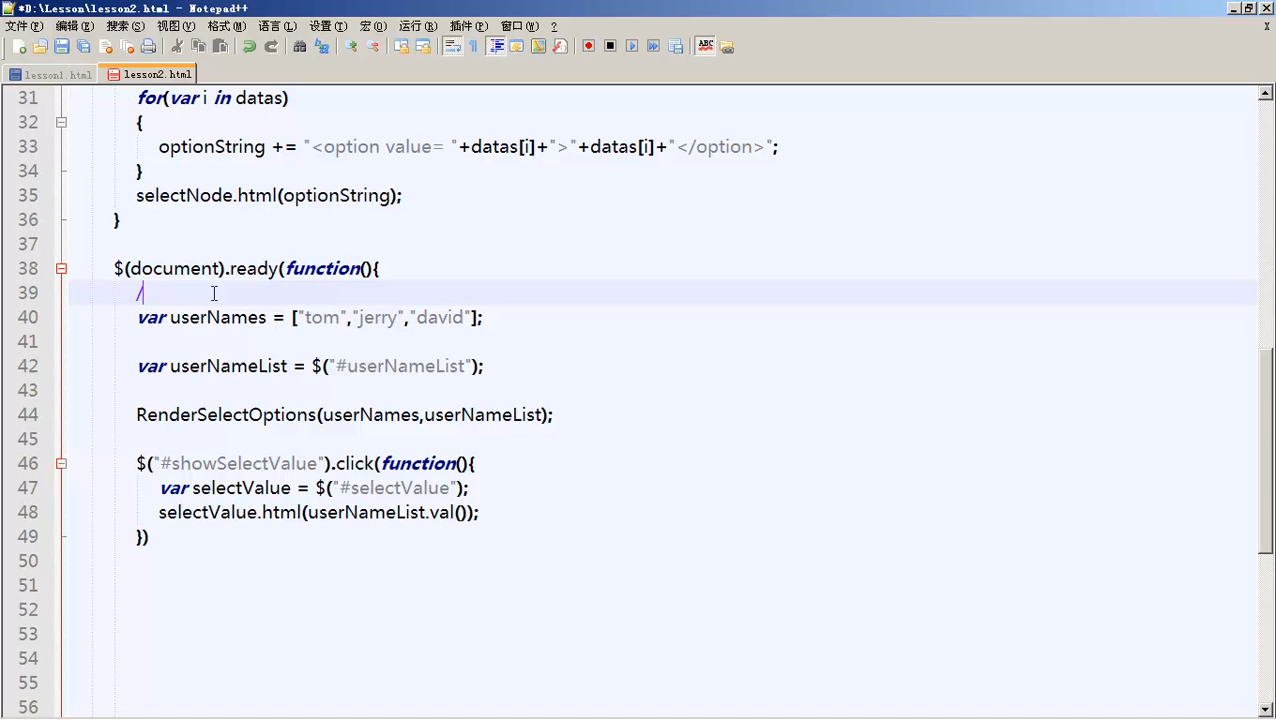 *D:\Lesson\lesson2.html - Notepad++
文件(F) 编辑(E) 搜索(S) 视图(V) 格式(M) 语言(L) 设置(T) 宏(O) 运行(R) 插件(P) 窗口(W) ?
X
ABC
lesson1.html lesson2.html
31 for(var i in datas)
32 {
33 optionString += "<option value= "+datas[i]+">"+datas[i]+"</option>";
34 }
35 selectNode.html(optionString);
36 }
37
38 $(document).ready(function(){
39 /
40 var userNames = ["tom","jerry","david"];
41
42 var userNameList = $("#userNameList");
43
44 RenderSelectOptions(userNames,userNameList);
45
46 $("#showSelectValue").click(function(){
47 var selectValue = $("#selectValue");
48 selectValue.html(userNameList.val());
49 })
50
51
52
53
54
55
56